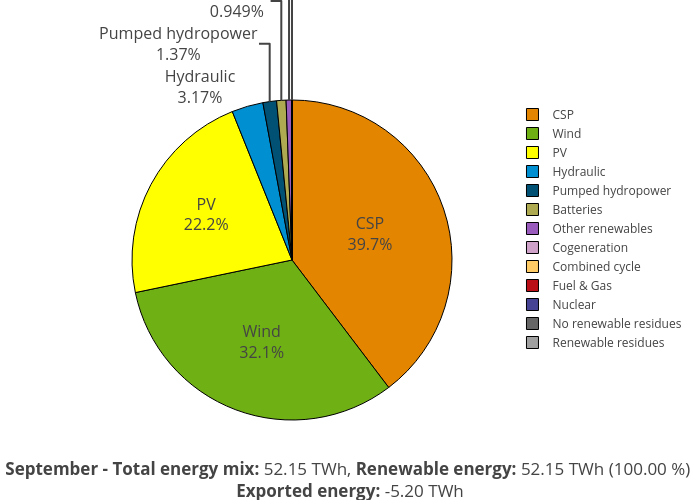 0.949%
Pumped hydropower
1.37%
Hydraulic
3.17%
PV
22.2%
CSP
39.7%
Wind
32.1%
CSP
Wind
PV
Hydraulic
Pumped hydropower
Batteries
Other renewables
Cogeneration
Combined cycle
Fuel & Gas
Nuclear
No renewable residues
Renewable residues
September - Total energy mix: 52.15 TWh, Renewable energy: 52.15 TWh (100.00 %)
Exported energy: -5.20 TWh